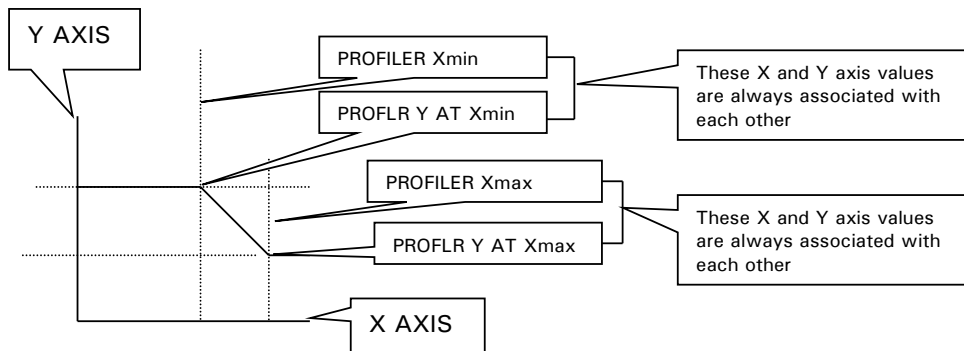 Y AXIS
PROFILER Xmin
PROFLR Y AT Xmin
These X and Y axis values
are always associated with
each other
PROFILER Xmax
PROFLR Y AT Xmax
These X and Y axis values
are always associated with
each other
X AXIS